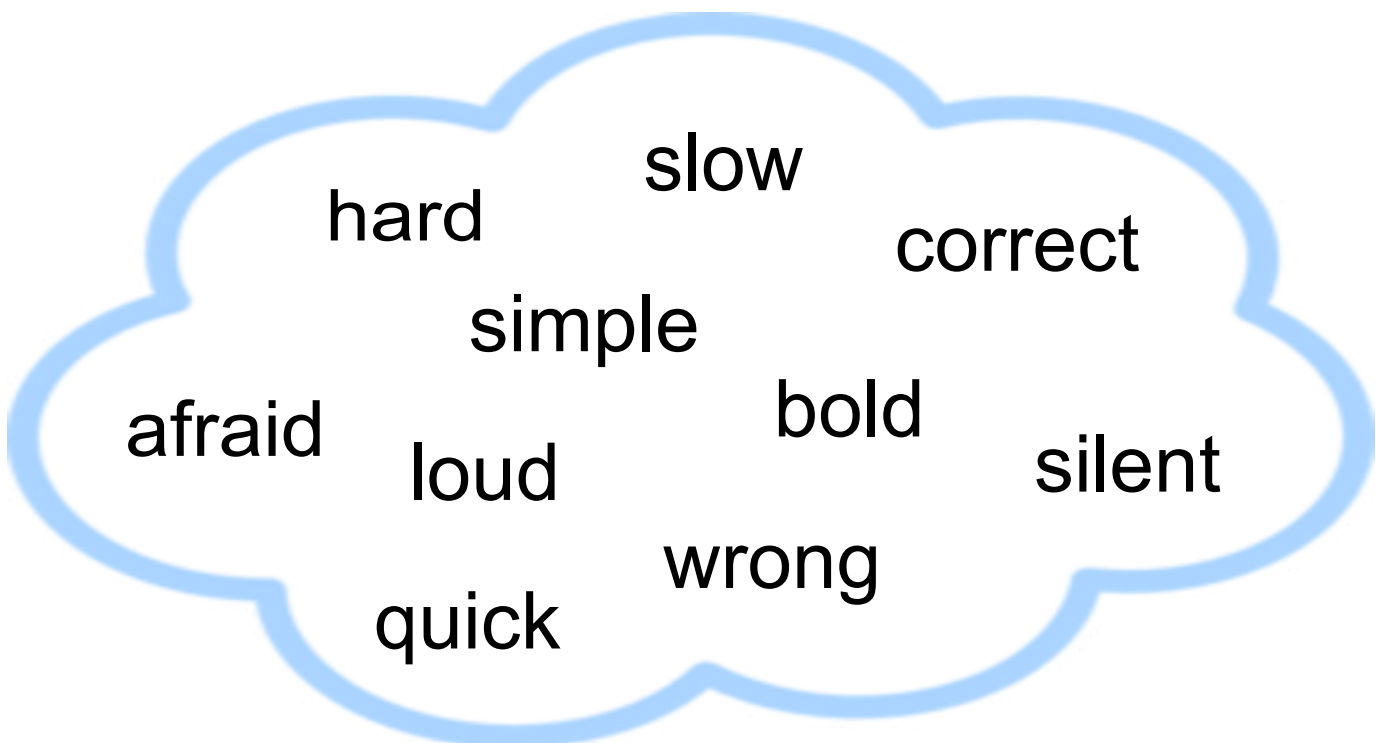 slow
hard
correct
simple
bold
afraid
loud
silent
wrong
quick